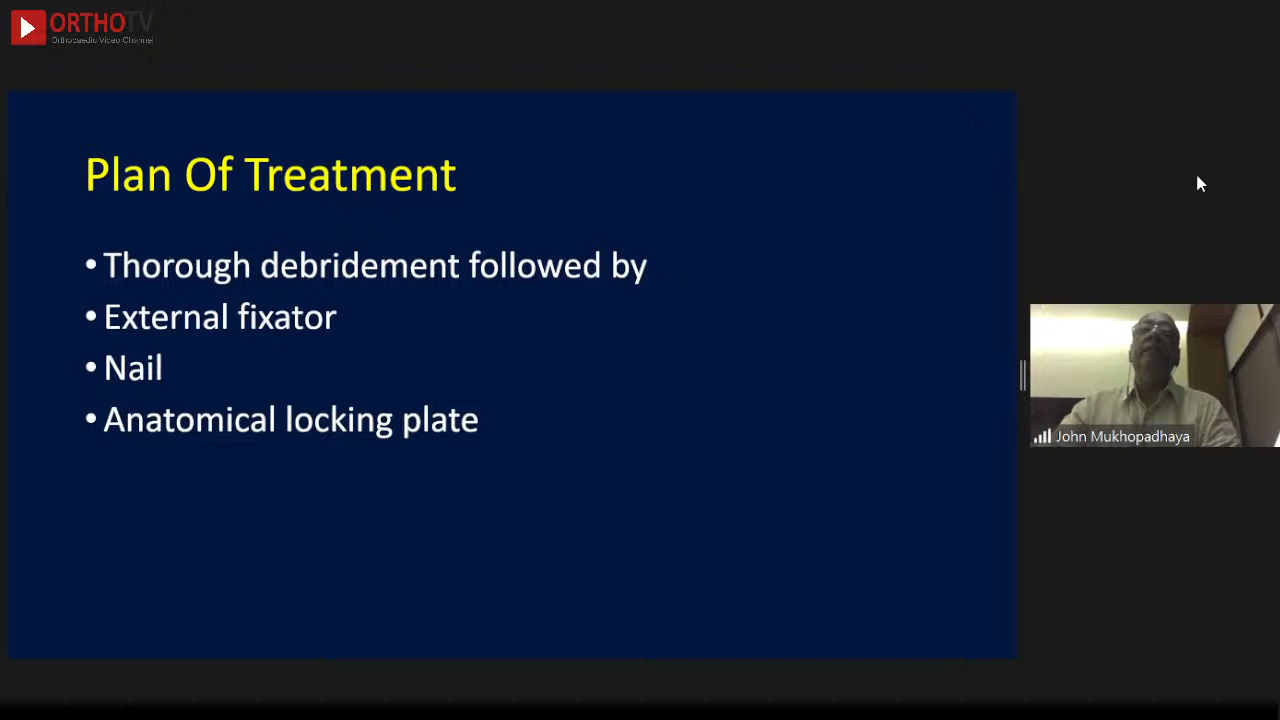 ORTHOTV
Orthopaedic Video Channel
Plan Of Treatment
• Thorough debridement followed by
• External fixator
• Nail
• Anatomical locking plate
John Mukhopadhaya